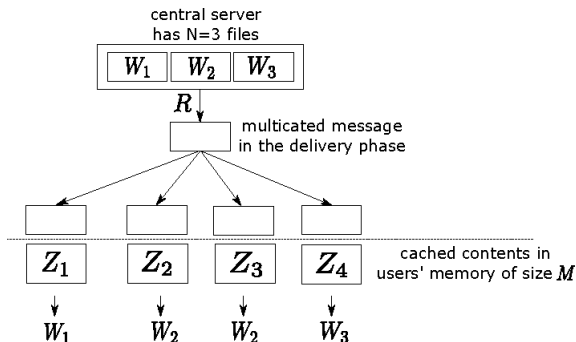 central server
has N=3 files
W1 W2 W3
R
multicated message
in the delivery phase
Z1 Z2 Z3 Z4
cached contents in
users' memory of size M
W1 W2 W2 W3